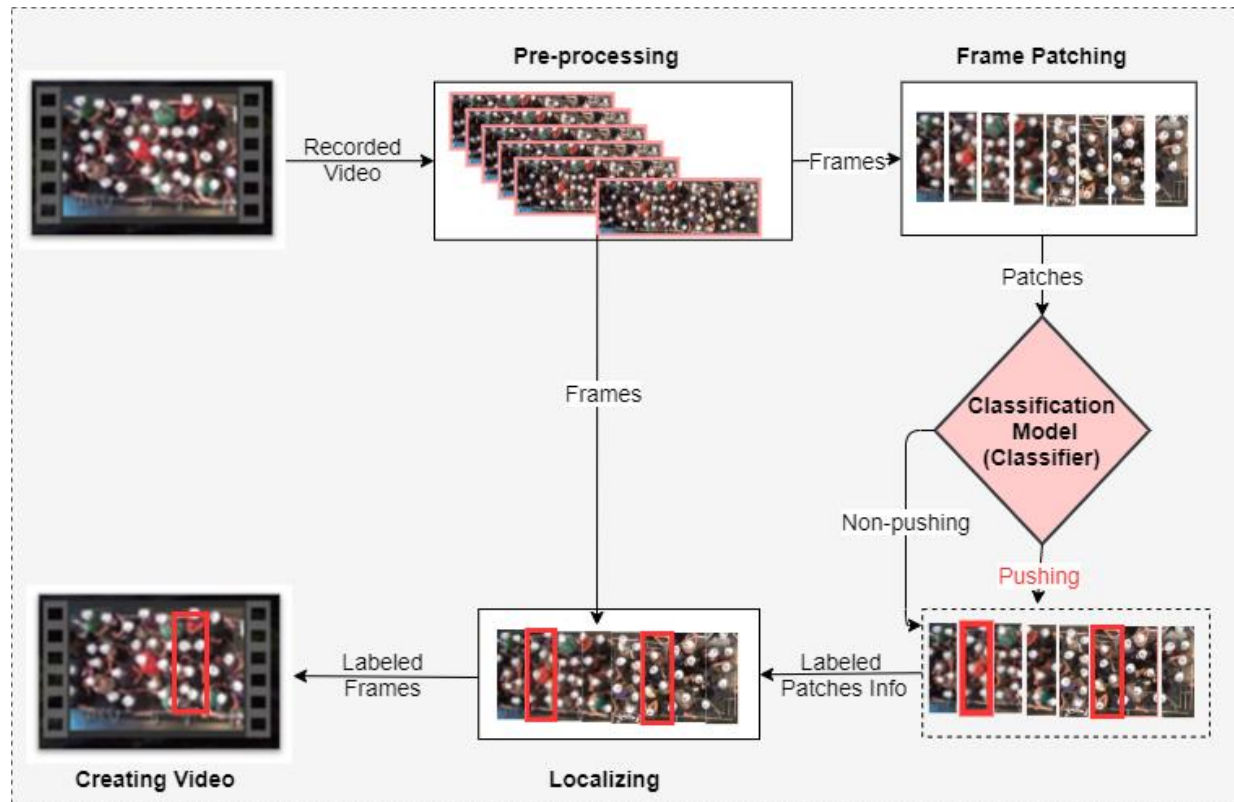 Pre-processing
Frame Patching
Recorded
Video
Frames
Patches
Frames
Classification
Model
(Classifier)
Non-pushing
Pushing
Labeled
Frames
Labeled
Patches Info
Creating Video
Localizing